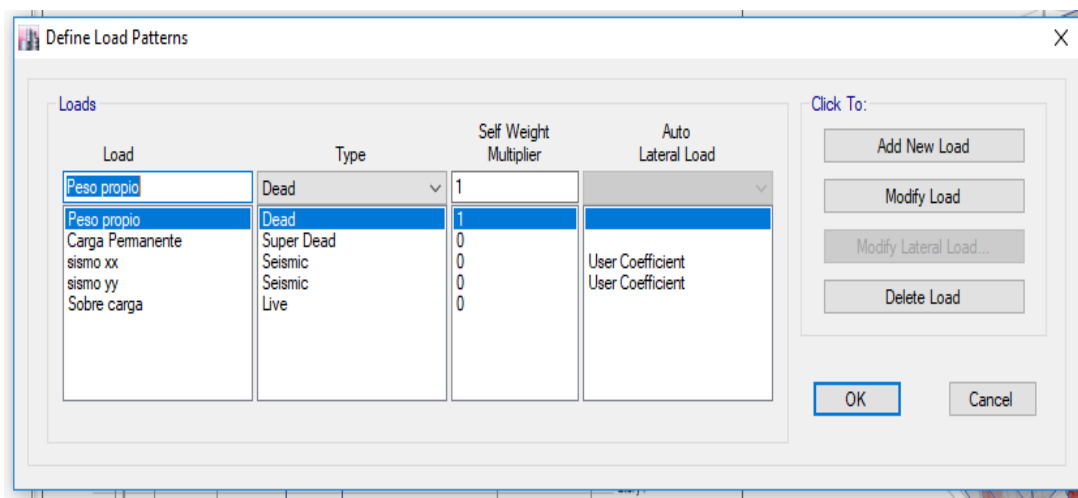 Define Load Patterns
Loads
Click To:
Load Type Self Weight Multiplier Auto Lateral Load
Peso propio Dead 1
Peso propio Dead 1
Carga Permanente Super Dead 0
sismo xx Seismic 0 User Coefficient
sismo yy Seismic 0 User Coefficient
Sobre carga Live 0
Add New Load
Modify Load
Modify Lateral Load...
Delete Load
OK Cancel